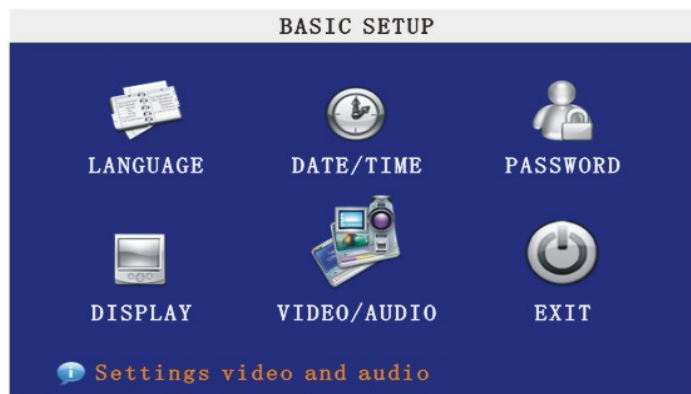 BASIC SETUP
LANGUAGE DATE/TIME PASSWORD
DISPLAY VIDEO/AUDIO EXIT
Settings video and audio